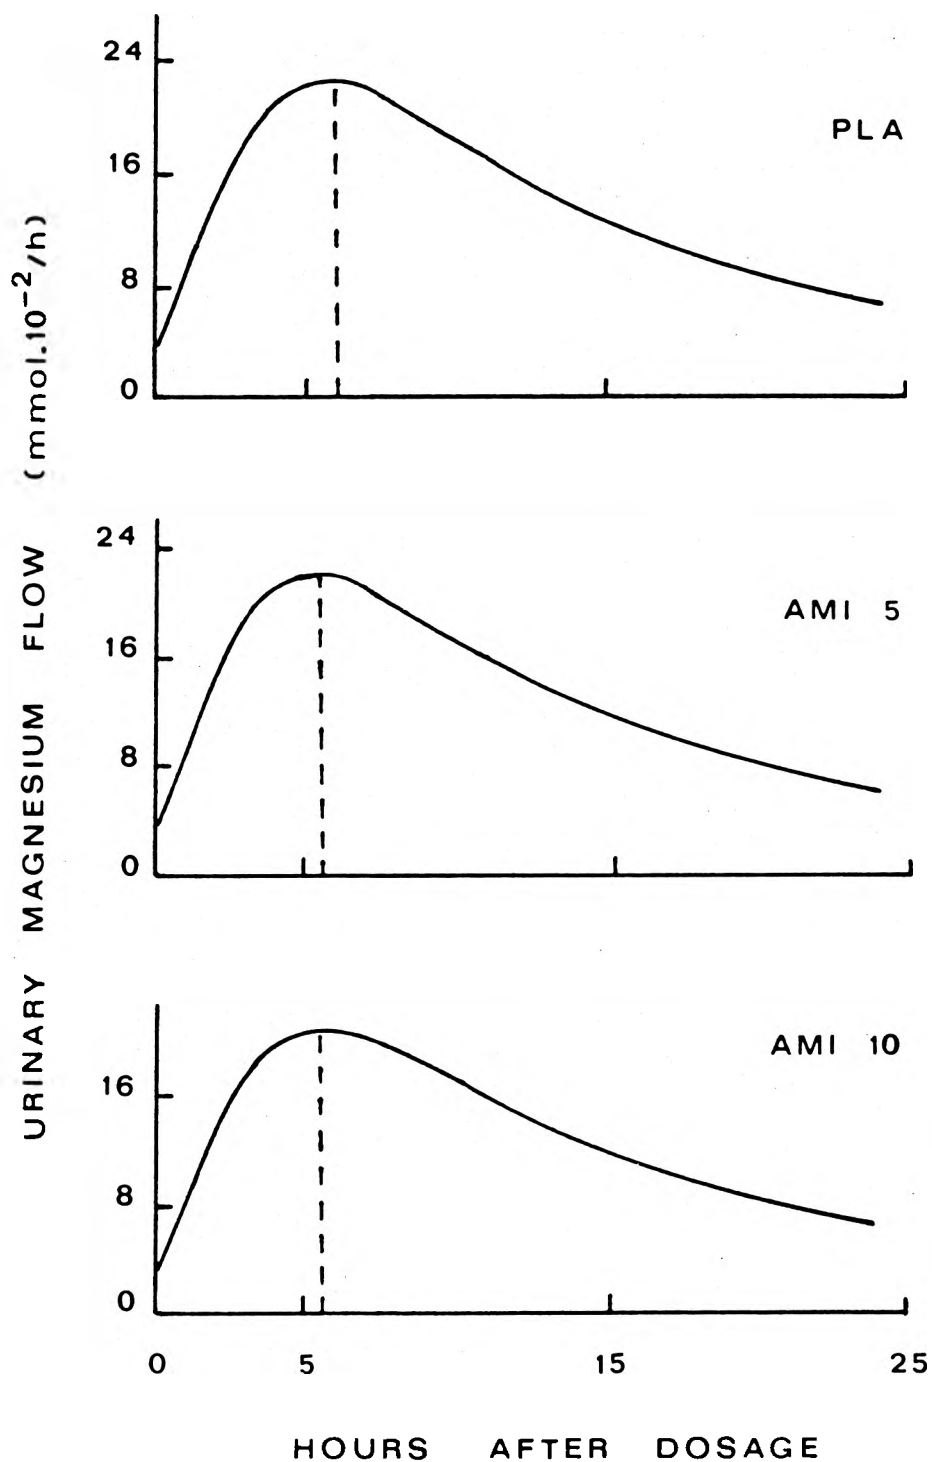 URINARY MAGNESIUM FLOW (mmol.10⁻²/h)
24
16
8
0
PLA
24
16
8
0
AMI 5
16
8
0
AMI 10
0 5 15 25
HOURS AFTER DOSAGE